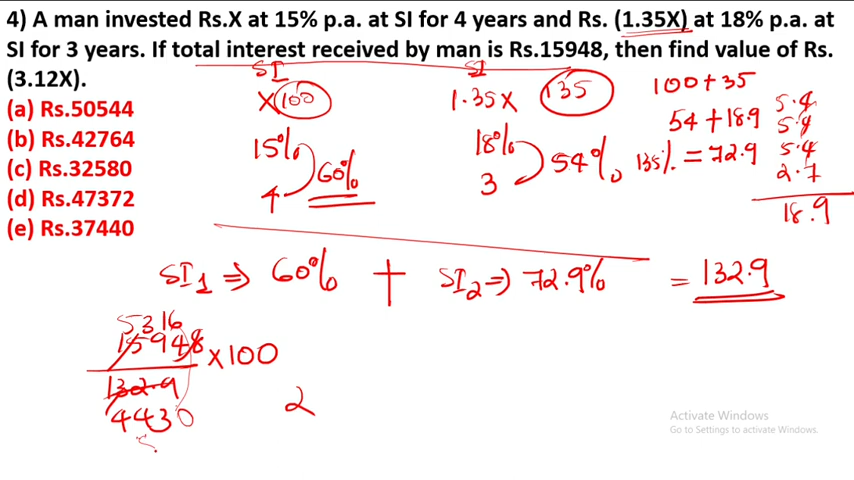 4) A man invested Rs.X at 15% p.a. at SI for 4 years and Rs. (1.35X) at 18% p.a. at
SI for 3 years. If total interest received by man is Rs.15948, then find value of Rs.
(3.12X).
SI SI
X 100 1.35X 135 100+35
(a) Rs.50544
(b) Rs.42764
(c) Rs.32580
(d) Rs.47372
(e) Rs.37440
15% 18% 54+18.9
4 60% 3 54% 135% = 72.9
5.4
5.4
5.4
2.7
18.9
SI1 ⇒ 60% + SI2 ⇒ 72.9% = 132.9
5316
15948 ×100
132.9
4430
2
Activate Windows
Go to Settings to activate Windows.